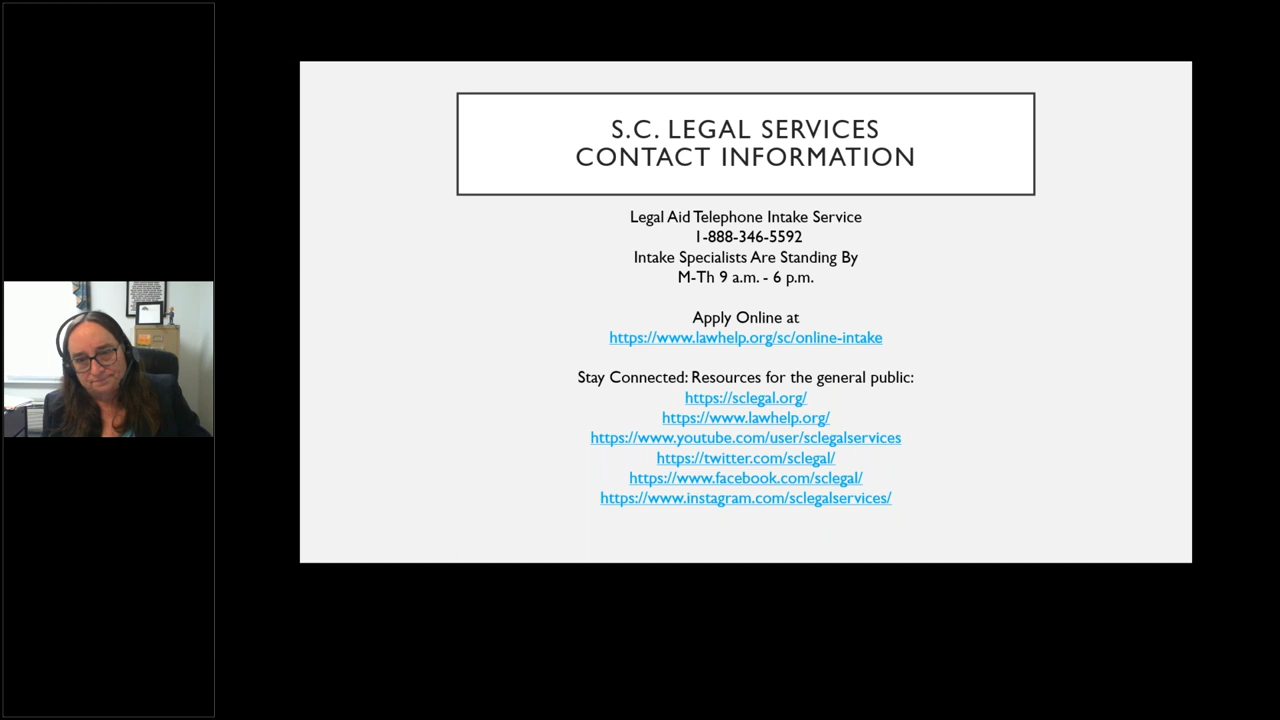 S.C. LEGAL SERVICES
CONTACT INFORMATION
Legal Aid Telephone Intake Service
1-888-346-5592
Intake Specialists Are Standing By
M-Th 9 a.m. - 6 p.m.
Apply Online at
https://www.lawhelp.org/sc/online-intake
Stay Connected: Resources for the general public:
https://sclegal.org/
https://www.lawhelp.org/
https://www.youtube.com/user/sclegalservices
https://twitter.com/sclegal/
https://www.facebook.com/sclegal/
https://www.instagram.com/sclegalservices/